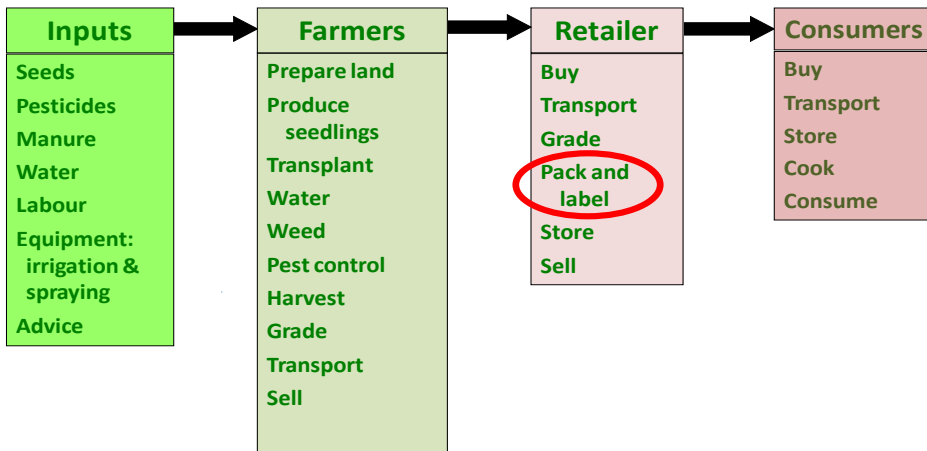 Inputs
Seeds
Pesticides
Manure
Water
Labour
Equipment:
irrigation &
spraying
Advice
Farmers
Prepare land
Produce
seedlings
Transplant
Water
Weed
Pest control
Harvest
Grade
Transport
Sell
Retailer
Buy
Transport
Grade
Pack and
label
Store
Sell
Consumers
Buy
Transport
Store
Cook
Consume